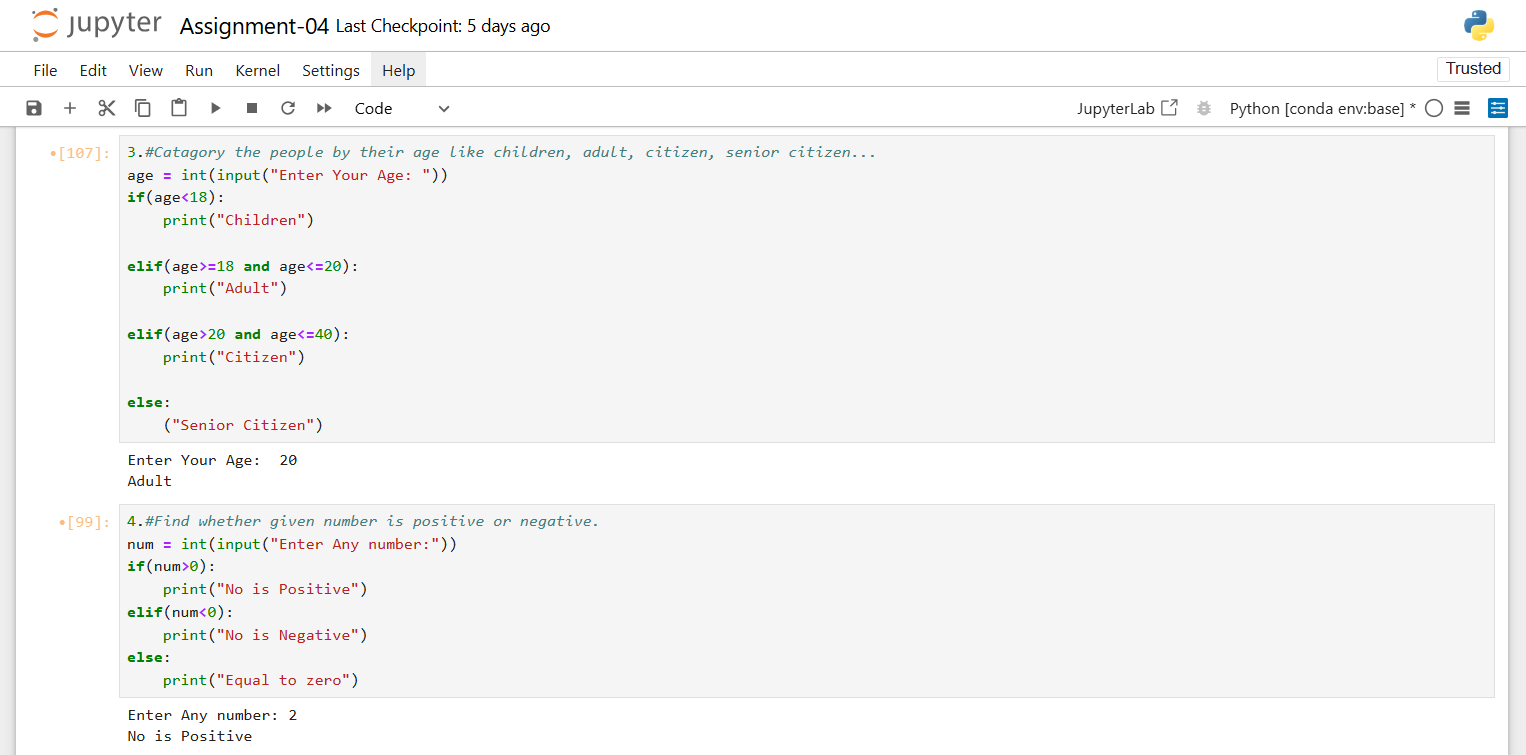 jupyter Assignment-04 Last Checkpoint: 5 days ago
File Edit View Run Kernel Settings Help Trusted
Code JupyterLab Python [conda env:base] *
•[107]: 3.#Catagory the people by their age like children, adult, citizen, senior citizen...
age = int(input("Enter Your Age: "))
if(age<18):
    print("Children")
elif(age>=18 and age<=20):
    print("Adult")
elif(age>20 and age<=40):
    print("Citizen")
else:
    ("Senior Citizen")
Enter Your Age:  20
Adult
•[99]: 4.#Find whether given number is positive or negative.
num = int(input("Enter Any number:"))
if(num>0):
    print("No is Positive")
elif(num<0):
    print("No is Negative")
else:
    print("Equal to zero")
Enter Any number: 2
No is Positive